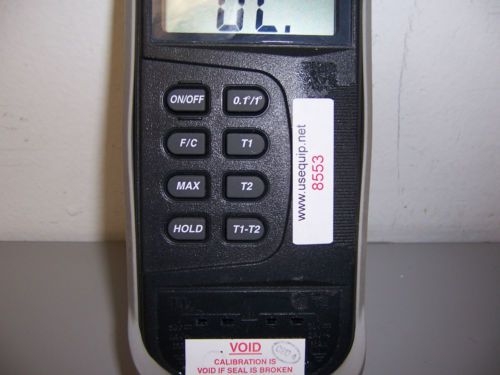 OL.
ON/OFF 0.1°/1°
F/C T1
MAX T2
HOLD T1-T2
www.usequip.net
8553
VOID
CALIBRATION IS
VOID IF SEAL IS BROKEN